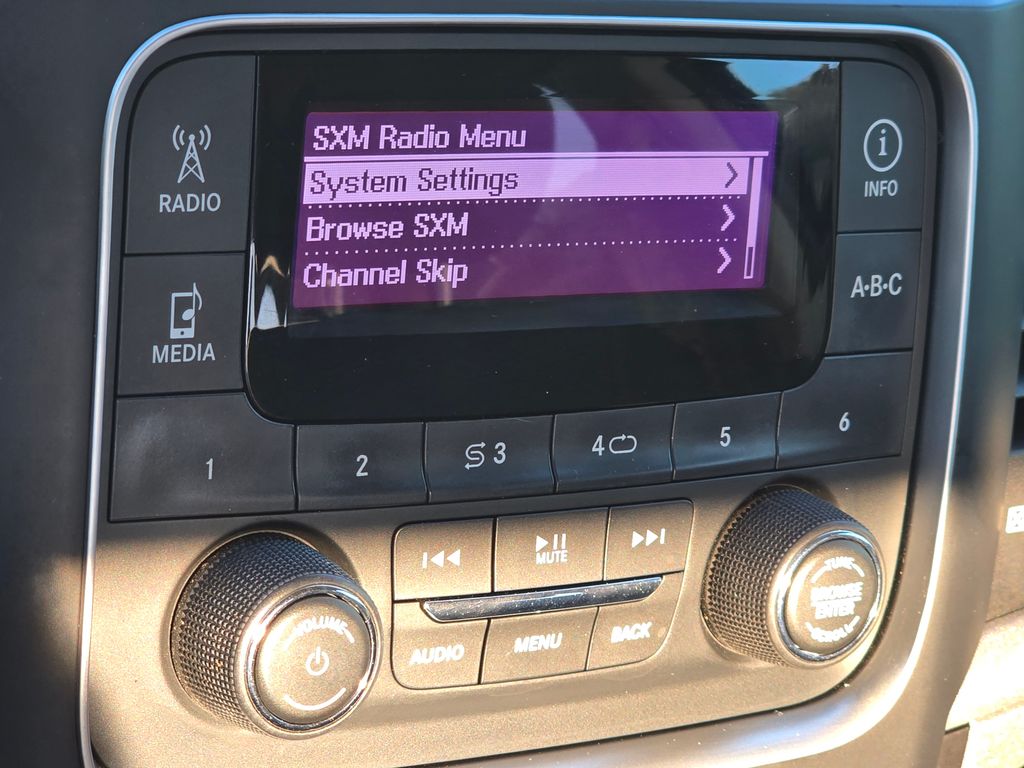 SXM Radio Menu
System Settings
Browse SXM
Channel Skip
RADIO
MEDIA
i
INFO
A·B·C
1
2
3
4
5
6
MUTE
AUDIO
MENU
BACK
VOLUME
TUNE
BROWSE
ENTER
SCROLL